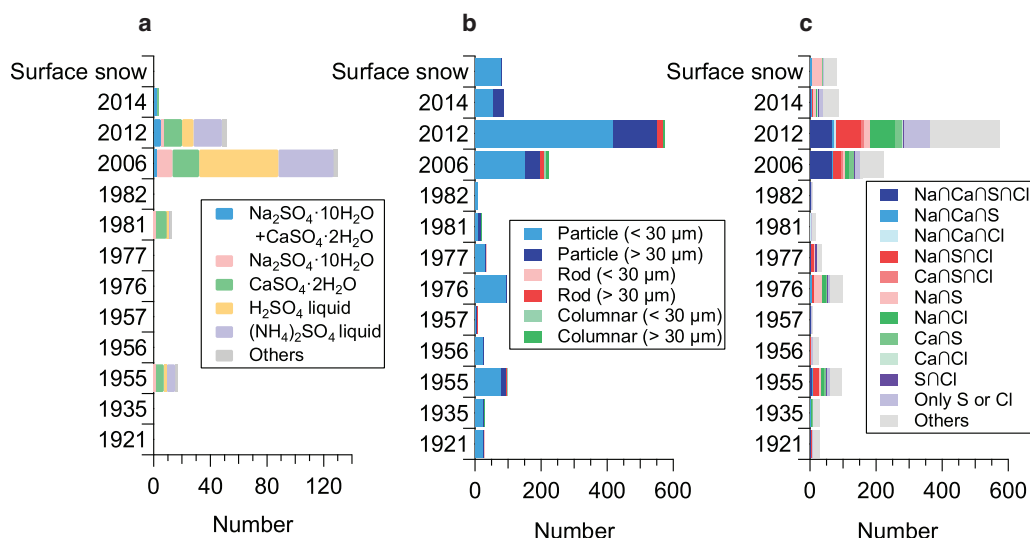 a
Surface snow
2014
2012
2006
1982
1981
1977
1976
1957
1956
1955
1935
1921
0
40
80
120
Number
Na₂SO₄·10H₂O
+CaSO₄·2H₂O
Na₂SO₄·10H₂O
CaSO₄·2H₂O
H₂SO₄ liquid
(NH₄)₂SO₄ liquid
Others
b
Surface snow
2014
2012
2006
1982
1981
1977
1976
1957
1956
1955
1935
1921
0
200
400
600
Number
Particle (< 30 µm)
Particle (> 30 µm)
Rod (< 30 µm)
Rod (> 30 µm)
Columnar (< 30 µm)
Columnar (> 30 µm)
c
Surface snow
2014
2012
2006
1982
1981
1977
1976
1957
1956
1955
1935
1921
0
200
400
600
Number
Na∩Ca∩S∩Cl
Na∩Ca∩S
Na∩Ca∩Cl
Na∩S∩Cl
Ca∩S∩Cl
Na∩S
Na∩Cl
Ca∩S
Ca∩Cl
S∩Cl
Only S or Cl
Others